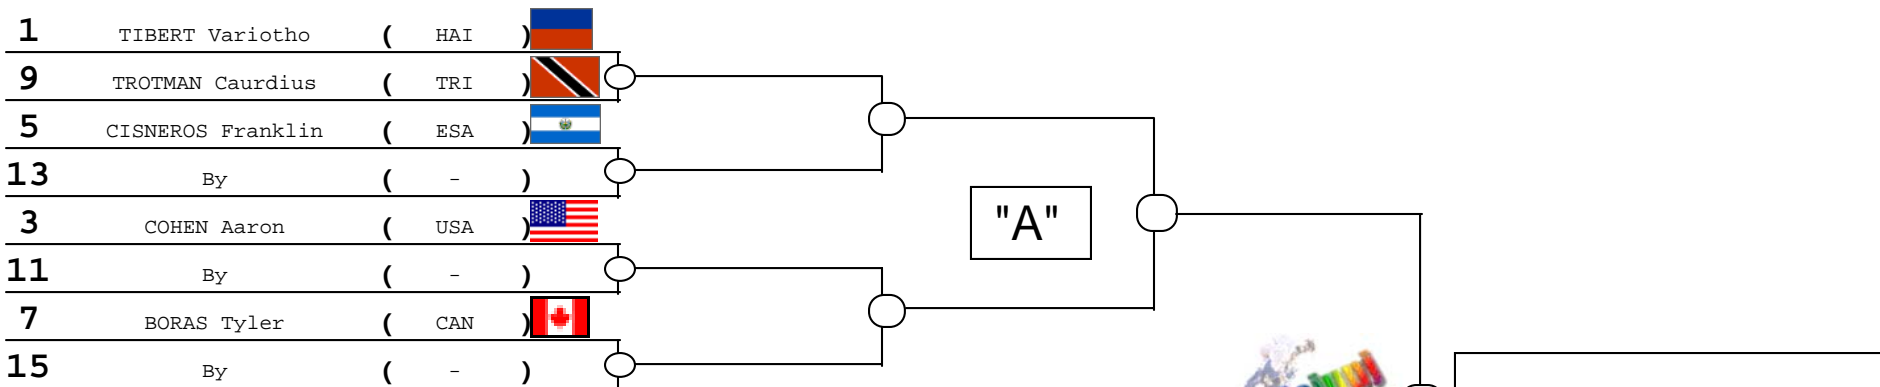 1 TIBERT Variotho ( HAI )
9 TROTMAN Caurdius ( TRI )
5 CISNEROS Franklin ( ESA )
13 By ( - )
3 COHEN Aaron ( USA )
11 By ( - )
7 BORAS Tyler ( CAN )
15 By ( - )
"A"